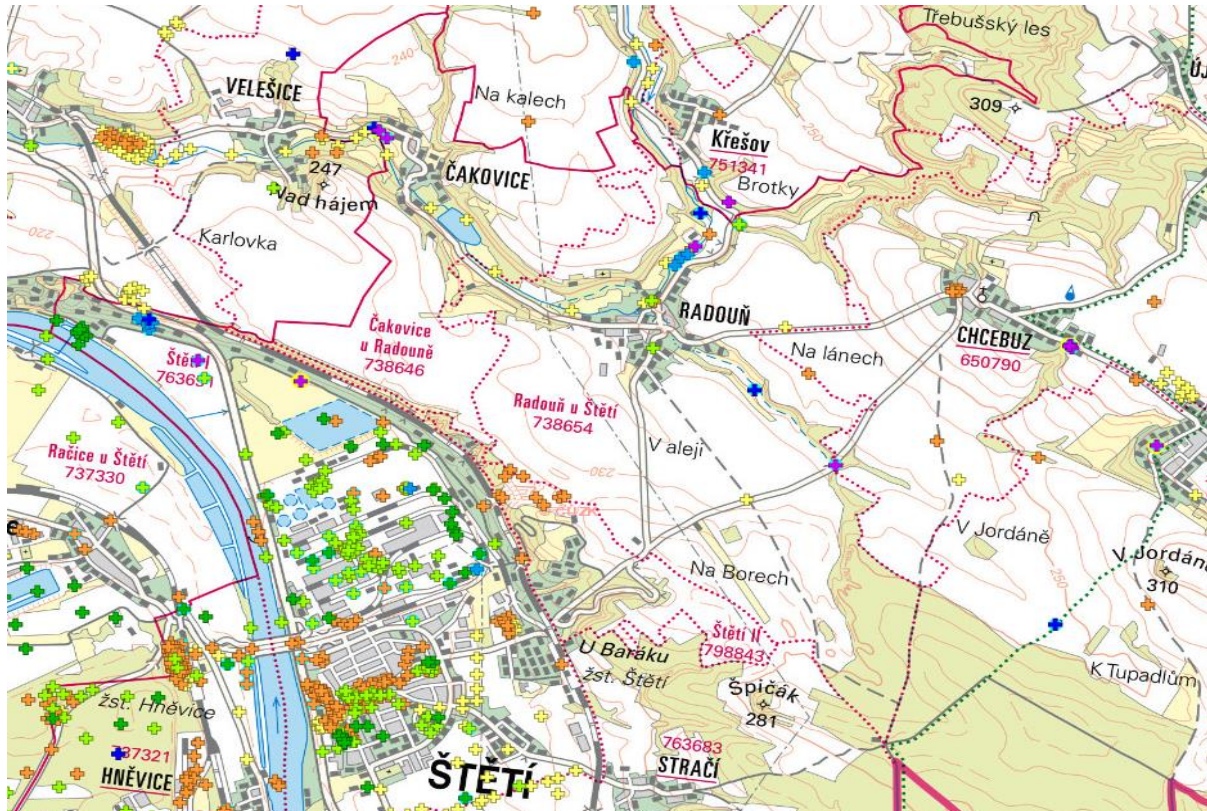 Třebušský les
240
VELEŠICE
Na kalech
309
Křešov
751341
250
247
ČAKOVICE
Nad hájem
Brotky
Karlovka
220
RADOUŇ
CHCEBUZ
650790
Čakovice
u Radouně
738646
Na lánech
Štětí I
Radouň u Štětí
738654
V aleji
230
Račice u Štětí
737330
V Jordáně
Na Borech
310
Štětí II
798843
U Baráku
žst. Štětí
K Tupadlům
Špičák
281
žst. Hněvice
HNĚVICE
763683
STRAČÍ
ŠTĚTÍ
250